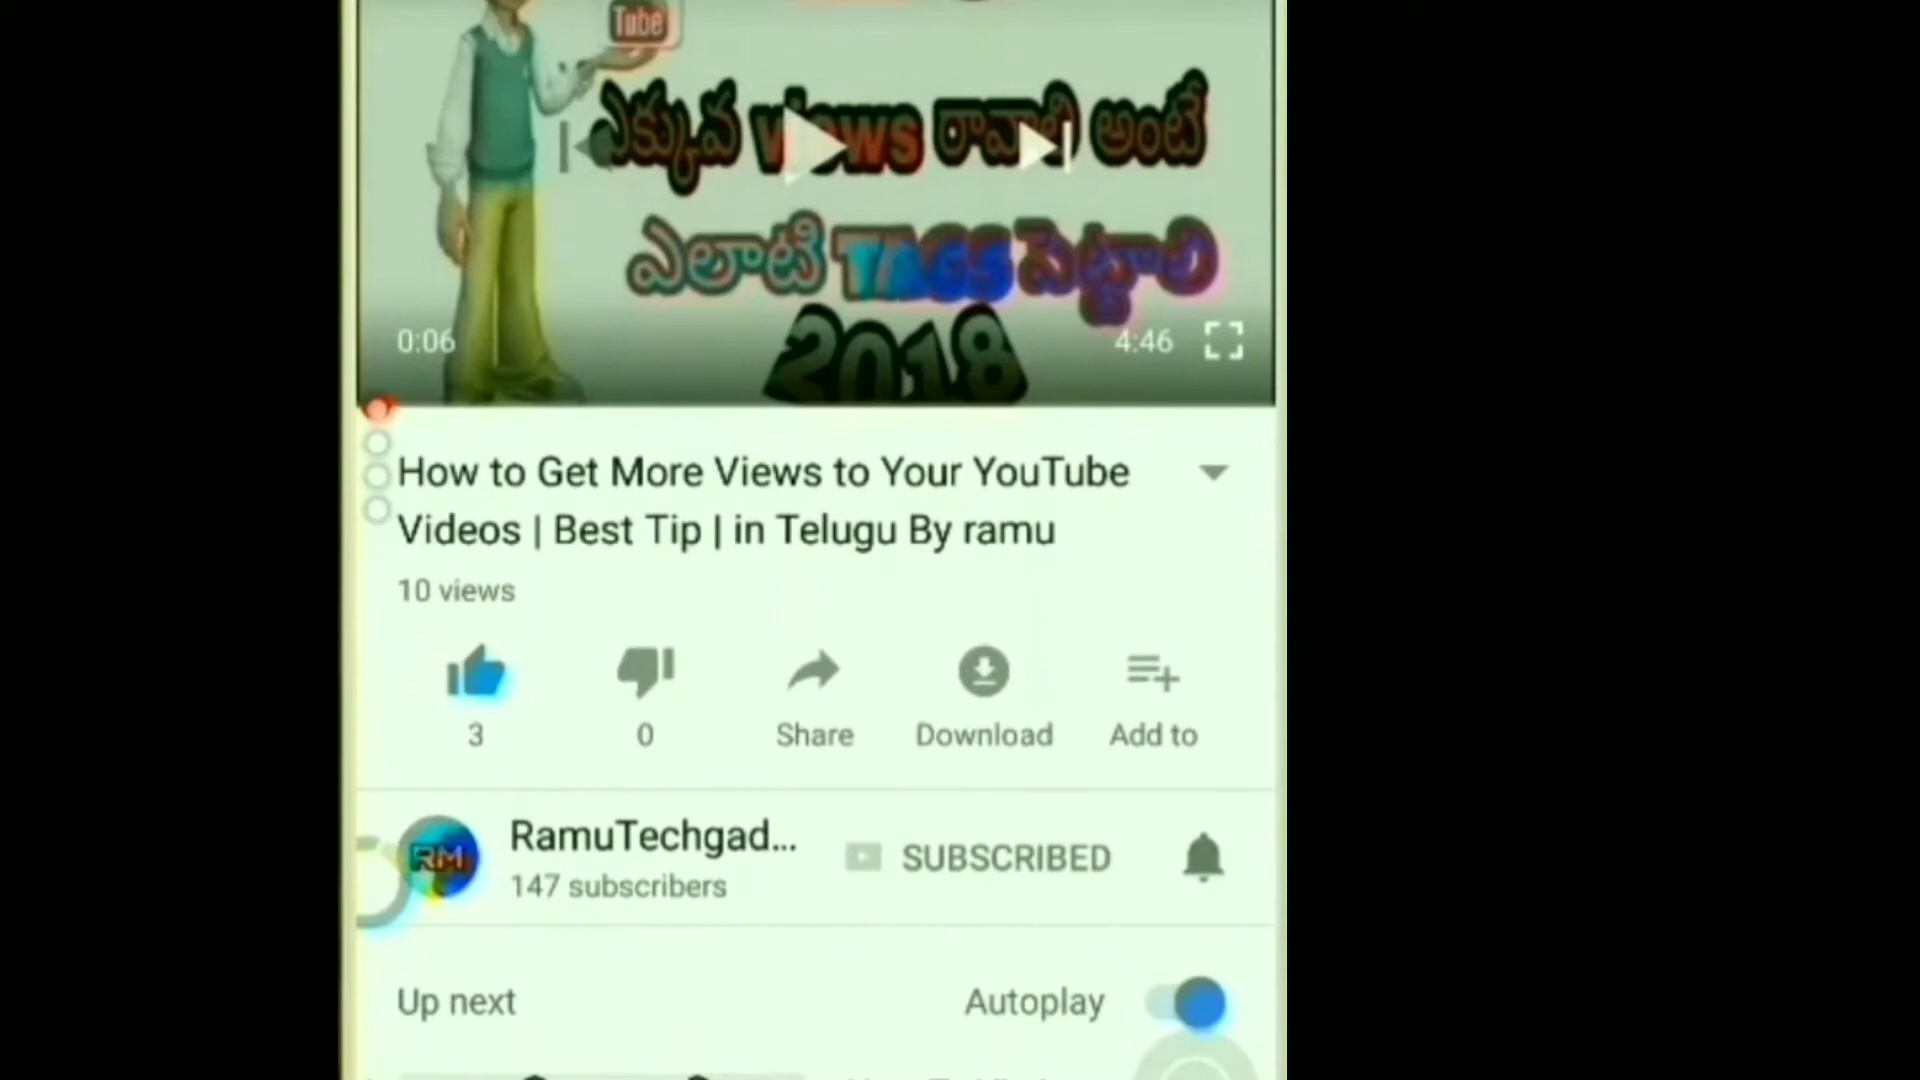 Tube
ఎక్కువ views రావాలి అంటే
ఎలాటి TAGS పెట్టాలి
2018
0:06
4:46
How to Get More Views to Your YouTube
Videos | Best Tip | in Telugu By ramu
10 views
3
0
Share
Download
Add to
RM
RamuTechgad...
SUBSCRIBED
147 subscribers
Up next
Autoplay